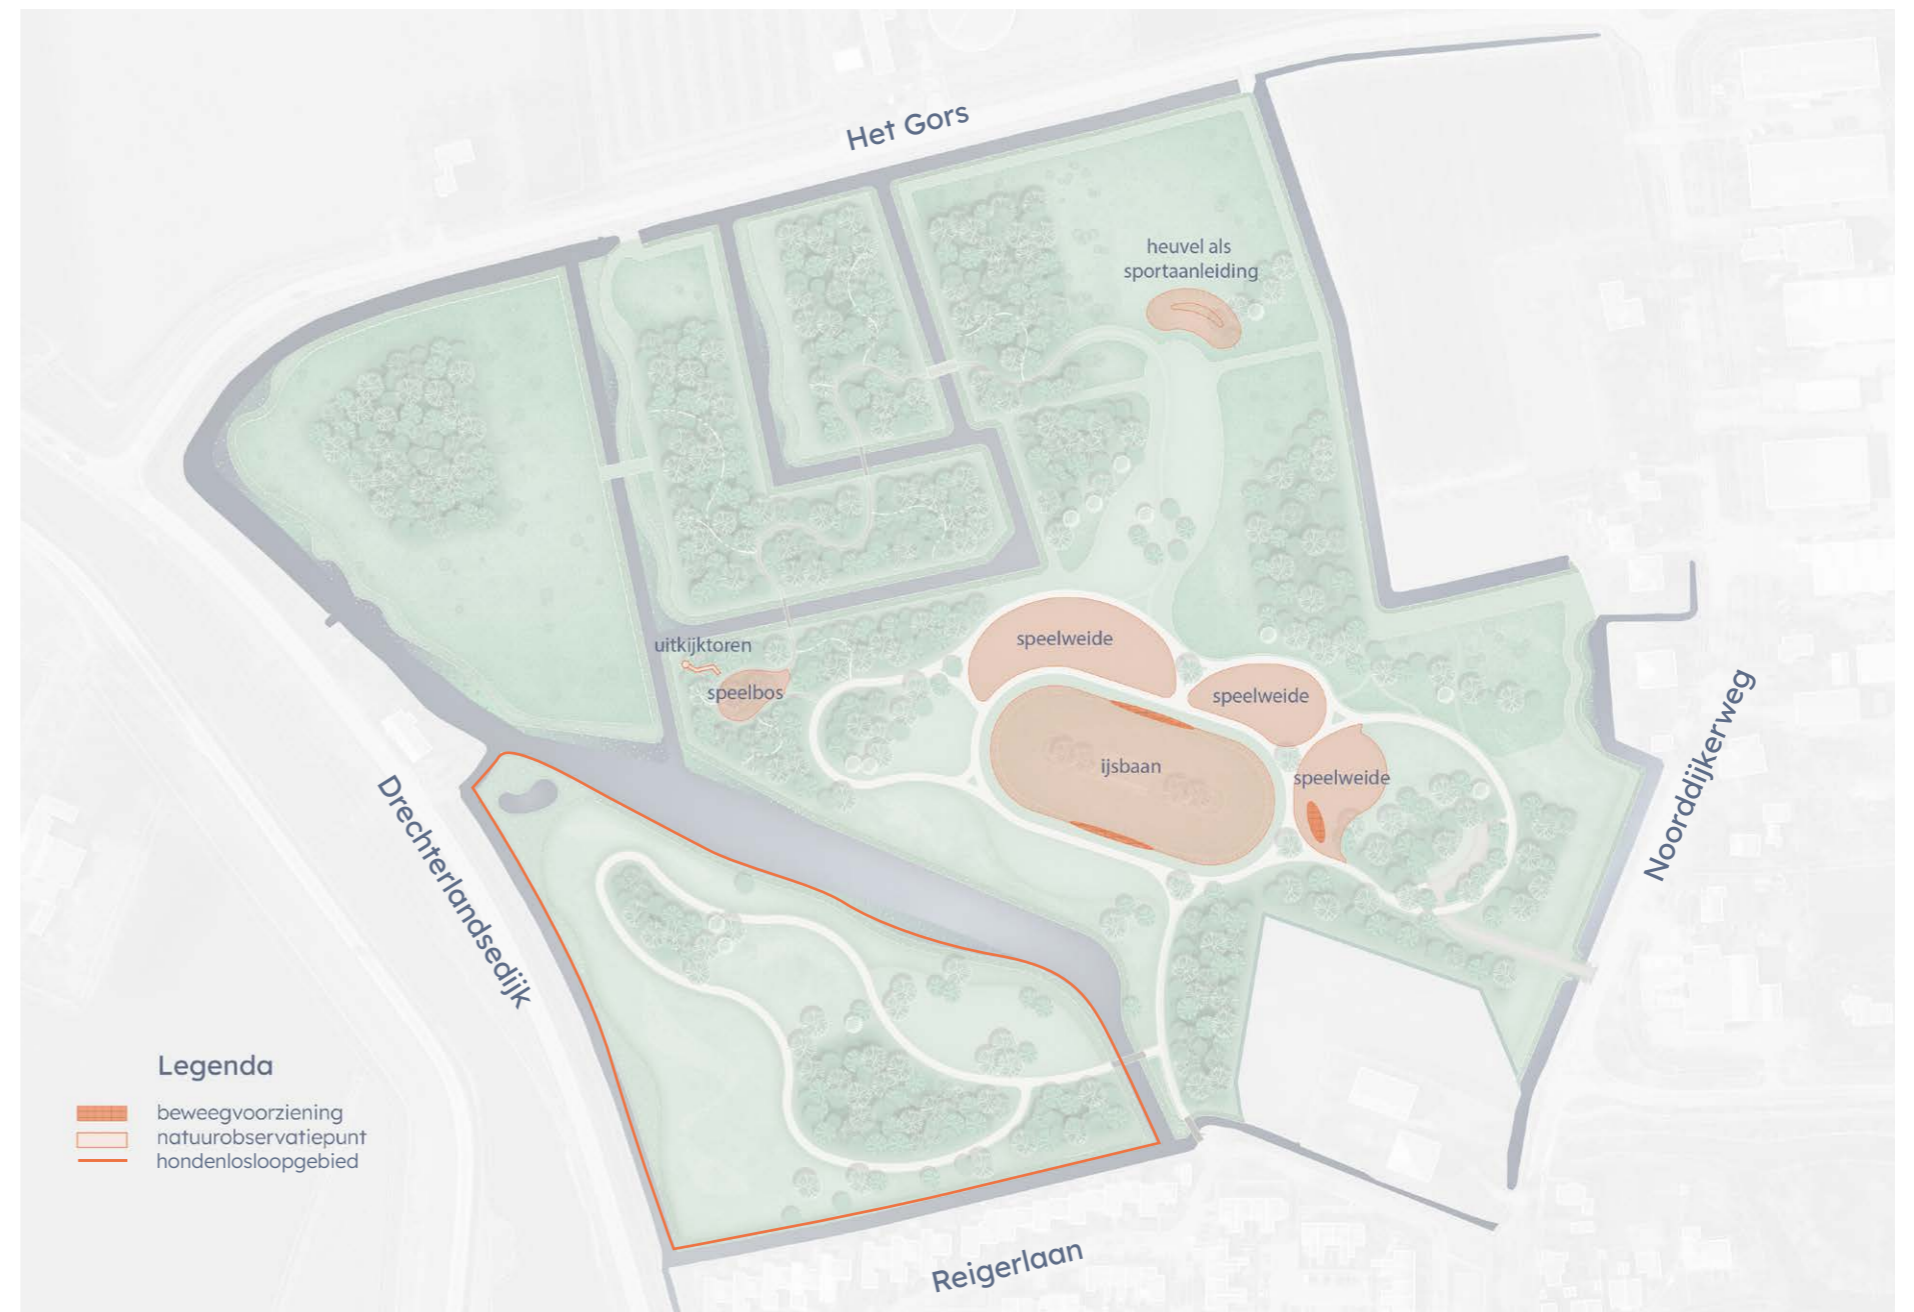 Het Gors
heuvel als
sportaanleiding
uitkijktoren
speelbos
speelweide
speelweide
speelweide
ijsbaan
Drechterlandsedijk
Noorddijkerweg
Reigerlaan
Legenda
beweegvoorziening
natuurobservatiepunt
hondenlosloopgebied